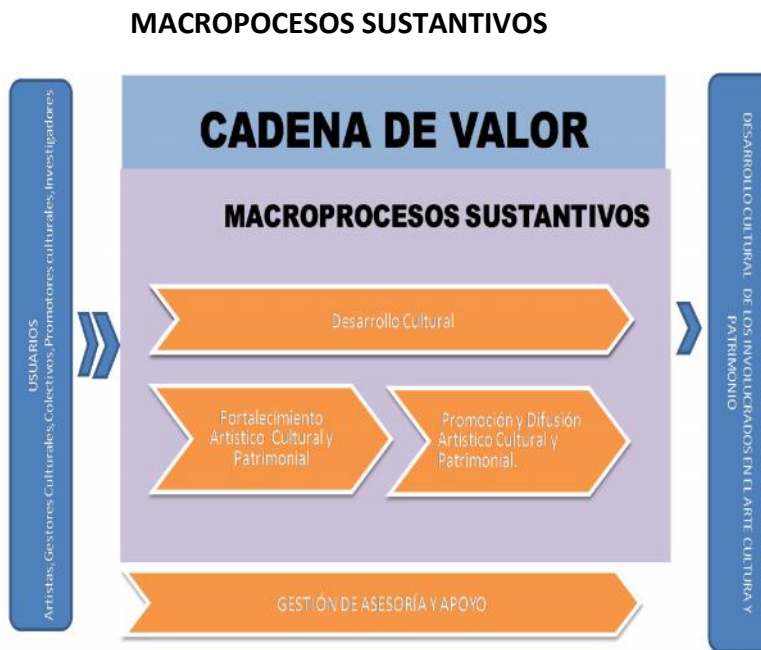 MACROPOCESOS SUSTANTIVOS
USUARIOS
Artistas,Gestores Culturales,Colectivos,Promotores culturales,Investigadores
CADENA DE VALOR
MACROPROCESOS SUSTANTIVOS
Desarrollo Cultural
Fortalecimiento
Artístico Cultural y
Patrimonial
Promoción y Difusión
Artístico Cultural y
Patrimonial.
GESTIÓN DE ASESORÍA Y APOYO
DESARROLLO CULTURAL DE LOS INVOLUCRADOS EN EL ARTE CULTURA Y
PATRIMONIO